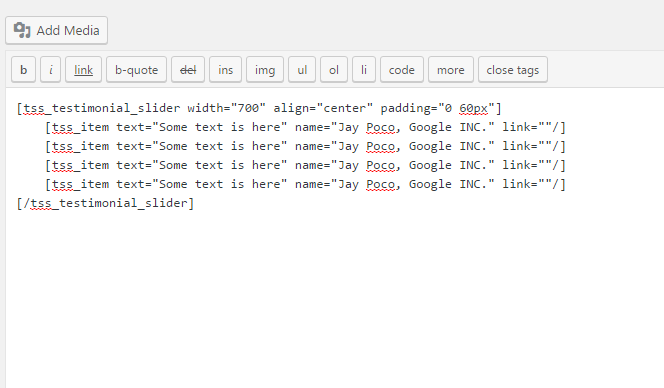 Add Media
b i link b-quote del ins img ul ol li code more close tags
[tss_testimonial_slider width="700" align="center" padding="0 60px"]
[tss_item text="Some text is here" name="Jay Poco, Google INC." link=""/]
[tss_item text="Some text is here" name="Jay Poco, Google INC." link=""/]
[tss_item text="Some text is here" name="Jay Poco, Google INC." link=""/]
[tss_item text="Some text is here" name="Jay Poco, Google INC." link=""/]
[/tss_testimonial_slider]